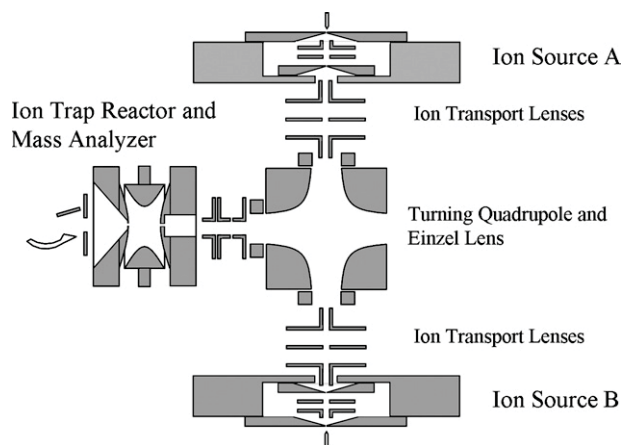 Ion Source A
Ion Trap Reactor and
Mass Analyzer
Ion Transport Lenses
Turning Quadrupole and
Einzel Lens
Ion Transport Lenses
Ion Source B